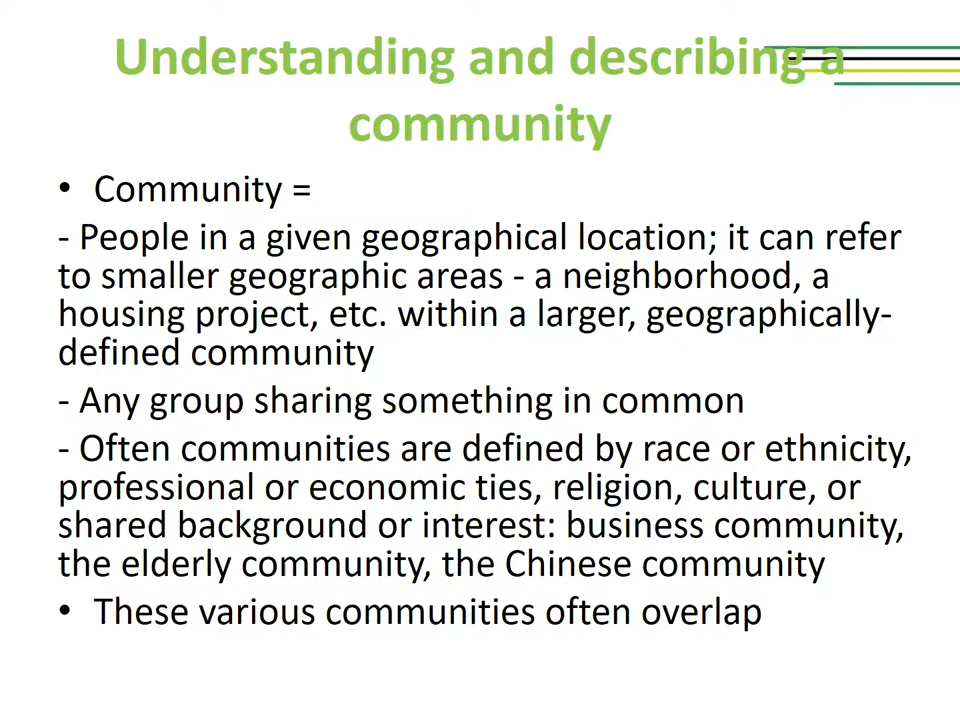 Understanding and describing a
community
• Community =
- People in a given geographical location; it can refer
to smaller geographic areas - a neighborhood, a
housing project, etc. within a larger, geographically-
defined community
- Any group sharing something in common
- Often communities are defined by race or ethnicity,
professional or economic ties, religion, culture, or
shared background or interest: business community,
the elderly community, the Chinese community
• These various communities often overlap